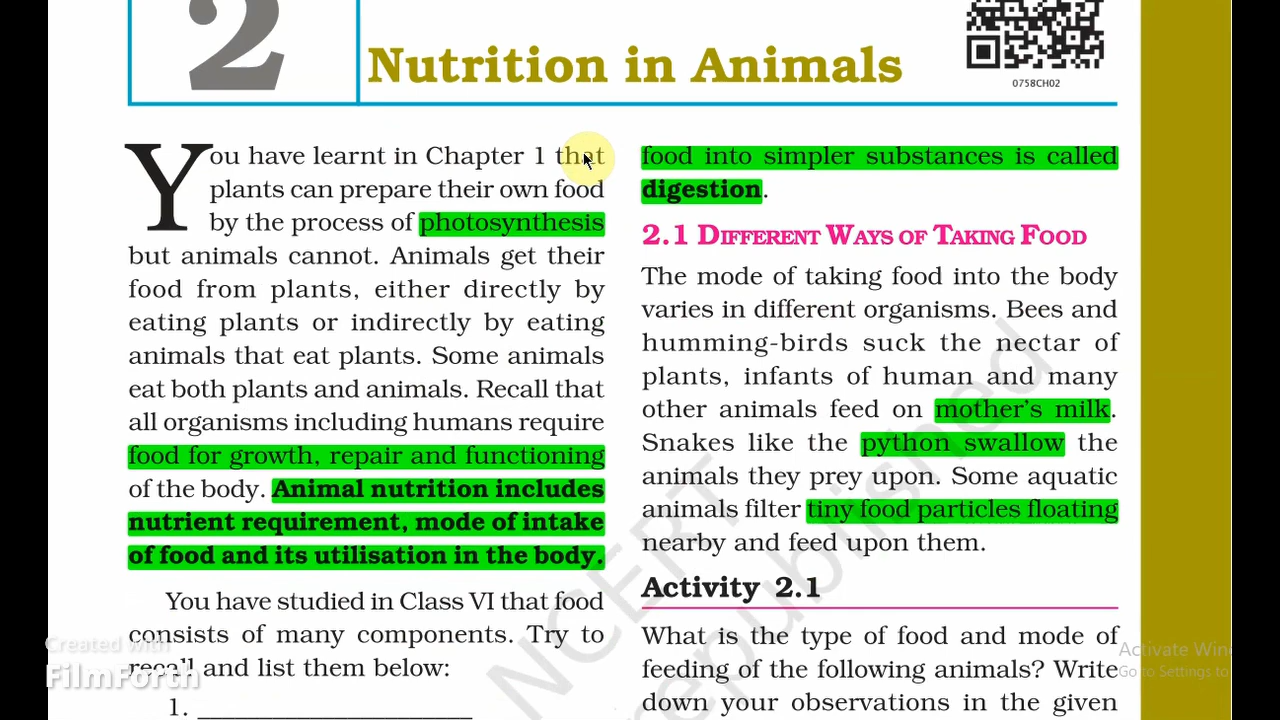 2
Nutrition in Animals
0758CH02
You have learnt in Chapter 1 that
plants can prepare their own food
by the process of photosynthesis
but animals cannot. Animals get their
food from plants, either directly by
eating plants or indirectly by eating
animals that eat plants. Some animals
eat both plants and animals. Recall that
all organisms including humans require
food for growth, repair and functioning
of the body. Animal nutrition includes
nutrient requirement, mode of intake
of food and its utilisation in the body.
You have studied in Class VI that food
consists of many components. Try to
recall and list them below:
1. ____________________
food into simpler substances is called
digestion.
2.1 DIFFERENT WAYS OF TAKING FOOD
The mode of taking food into the body
varies in different organisms. Bees and
humming-birds suck the nectar of
plants, infants of human and many
other animals feed on mother's milk.
Snakes like the python swallow the
animals they prey upon. Some aquatic
animals filter tiny food particles floating
nearby and feed upon them.
Activity 2.1
What is the type of food and mode of
feeding of the following animals? Write
down your observations in the given
NCERT
republished
Created with
FilmForth
Activate Win
Go to Settings to